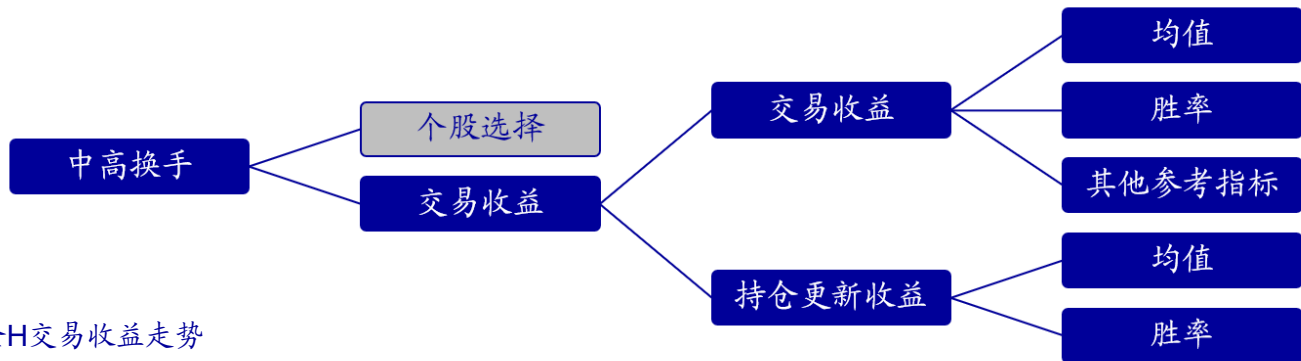 中高换手
个股选择
交易收益
交易收益
均值
胜率
其他参考指标
持仓更新收益
均值
胜率
H交易收益走势